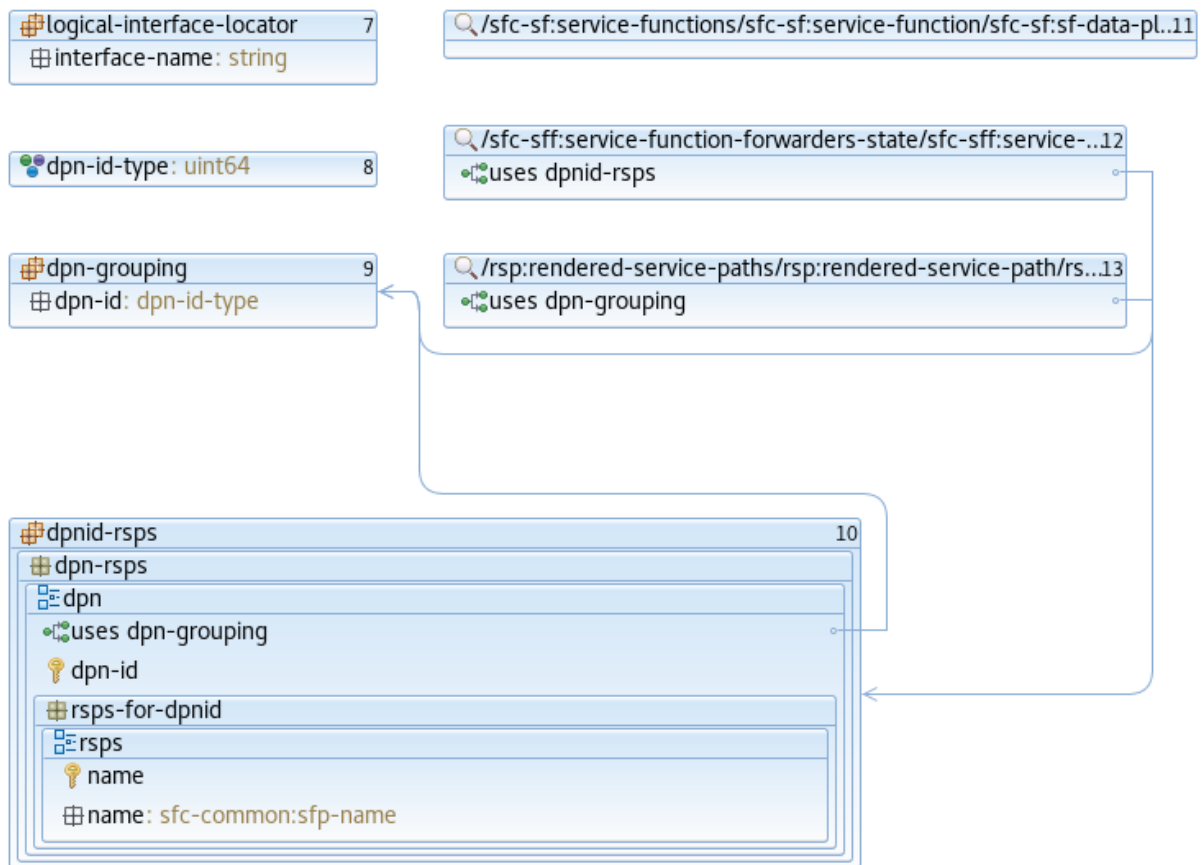 logical-interface-locator 7
interface-name: string
/sfc-sf:service-functions/sfc-sf:service-function/sfc-sf:sf-data-pl..11
dpn-id-type: uint64 8
/sfc-sff:service-function-forwarders-state/sfc-sff:service-...12
uses dpnid-rsps
dpn-grouping 9
dpn-id: dpn-id-type
/rsp:rendered-service-paths/rsp:rendered-service-path/rs...13
uses dpn-grouping
dpnid-rsps 10
dpn-rsps
dpn
uses dpn-grouping
dpn-id
rsps-for-dpnid
rsps
name
name: sfc-common:sfp-name